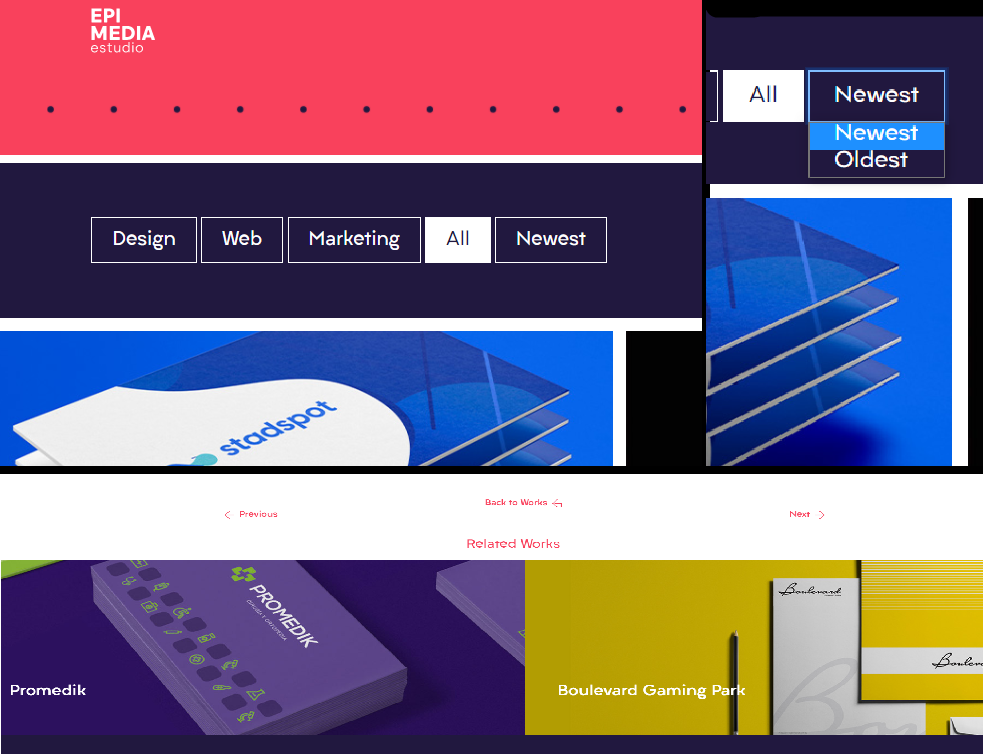 EPI
MEDIA
estudio
Design
Web
Marketing
All
Newest
All
Newest
Newest
Oldest
stadspot
Previous
Back to Works
Next
Related Works
PROMEDIK
Promedik
Boulevard Gaming Park
Boulevard